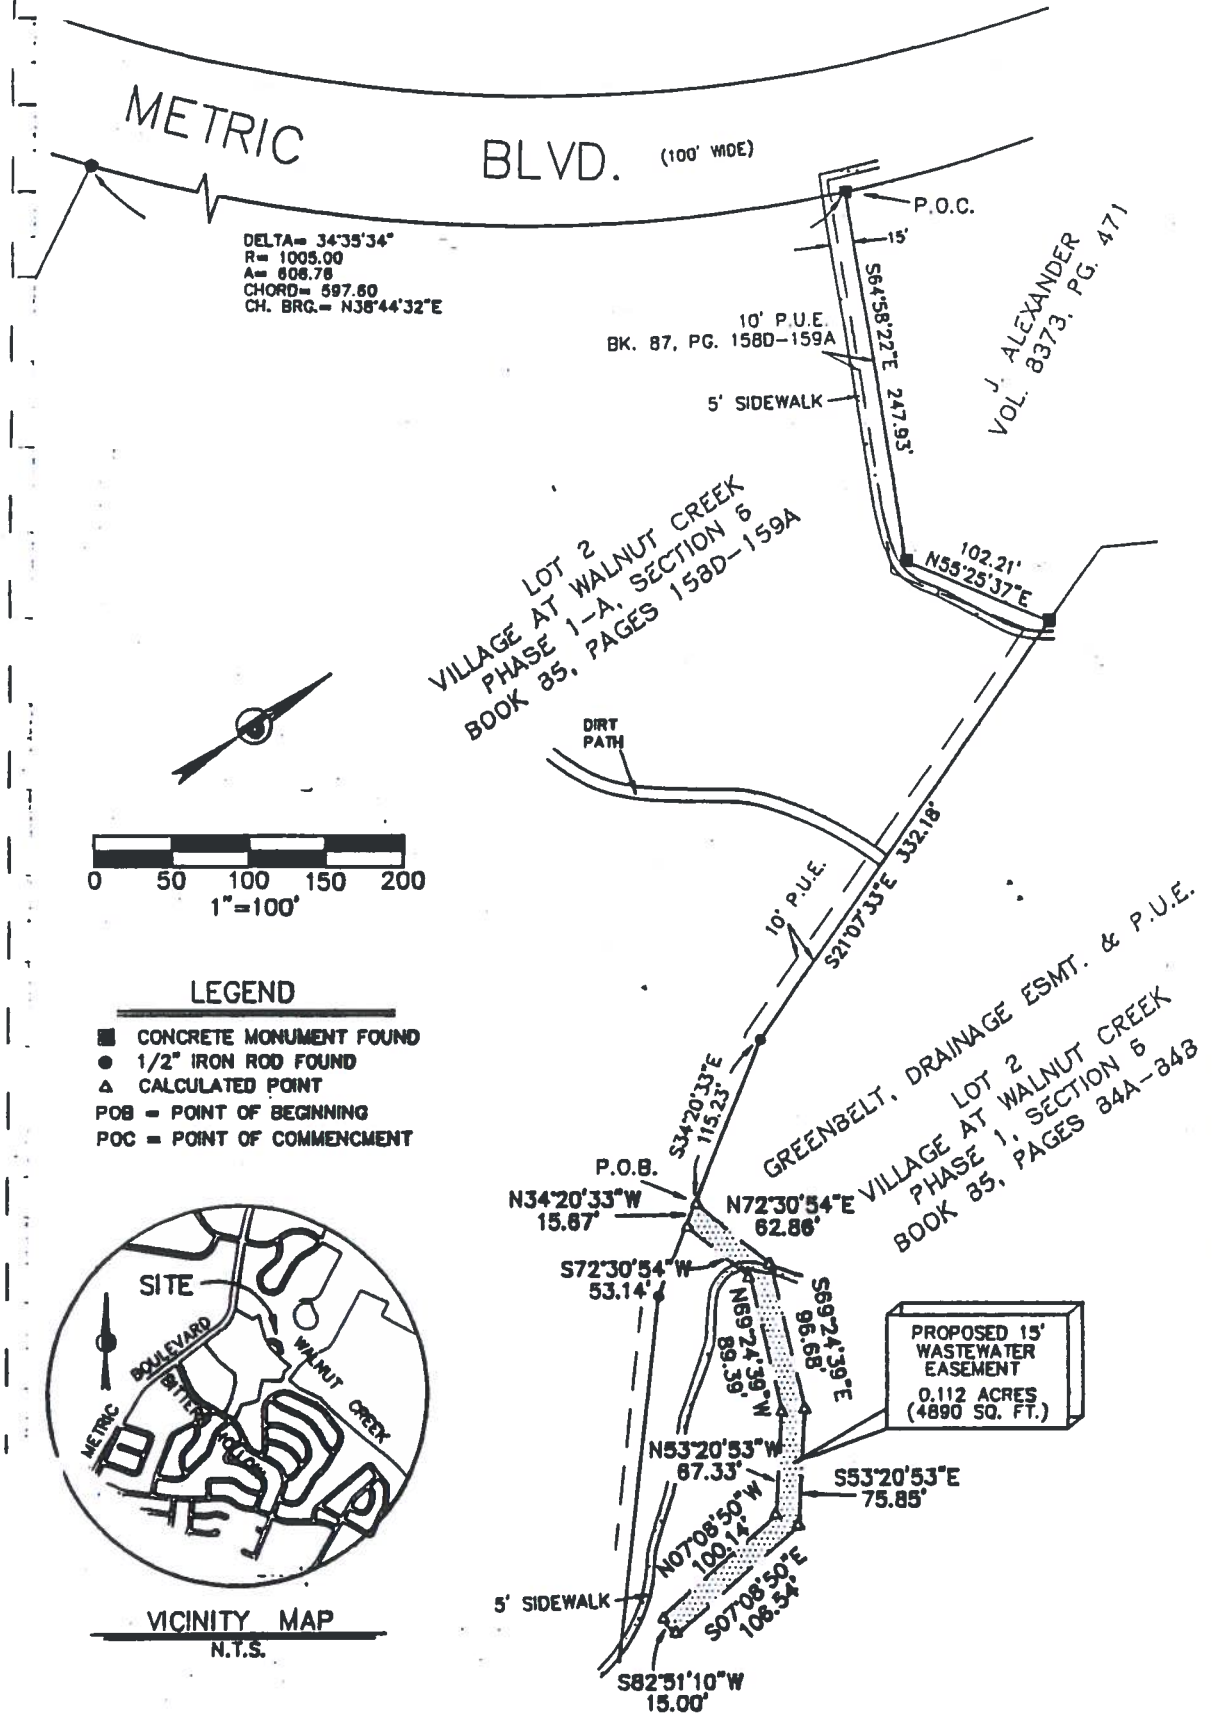 METRIC BLVD. (100' WIDE)
P.O.C.
15'
DELTA= 34°35'34"
R= 1005.00
A= 606.76
CHORD= 597.60
CH. BRG.= N38°44'32"E
S64°58'22"E 247.93'
J. ALEXANDER
VOL. 8373, PG. 471
10' P.U.E.
BK. 87, PG. 158D-159A
5' SIDEWALK
102.21'
N55°25'37"E
LOT 2
VILLAGE AT WALNUT CREEK
PHASE 1-A, SECTION 6
BOOK 85, PAGES 158D-159A
DIRT
PATH
S21°07'33"E 332.18'
10' P.U.E.
0 50 100 150 200
1"=100'
LEGEND
CONCRETE MONUMENT FOUND
1/2" IRON ROD FOUND
CALCULATED POINT
POB = POINT OF BEGINNING
POC = POINT OF COMMENCMENT
GREENBELT, DRAINAGE ESMT. & P.U.E.
LOT 2
VILLAGE AT WALNUT CREEK
PHASE 1, SECTION 6
BOOK 85, PAGES 84A-84B
S34°20'33"E
115.23'
P.O.B.
N34°20'33"W
15.67'
N72°30'54"E
62.86'
S72°30'54"W
53.14'
S69°24'39"E
96.68'
N69°24'39"W
89.39'
PROPOSED 15'
WASTEWATER
EASEMENT
0.112 ACRES
(4890 SQ. FT.)
N53°20'53"W
67.33'
S53°20'53"E
75.85'
N07°08'50"W
100.14'
S07°08'50"E
108.54'
5' SIDEWALK
S82°51'10"W
15.00'
SITE
METRIC BOULEVARD
BITTERN HOLLOW
WALNUT CREEK
VICINITY MAP
N.T.S.